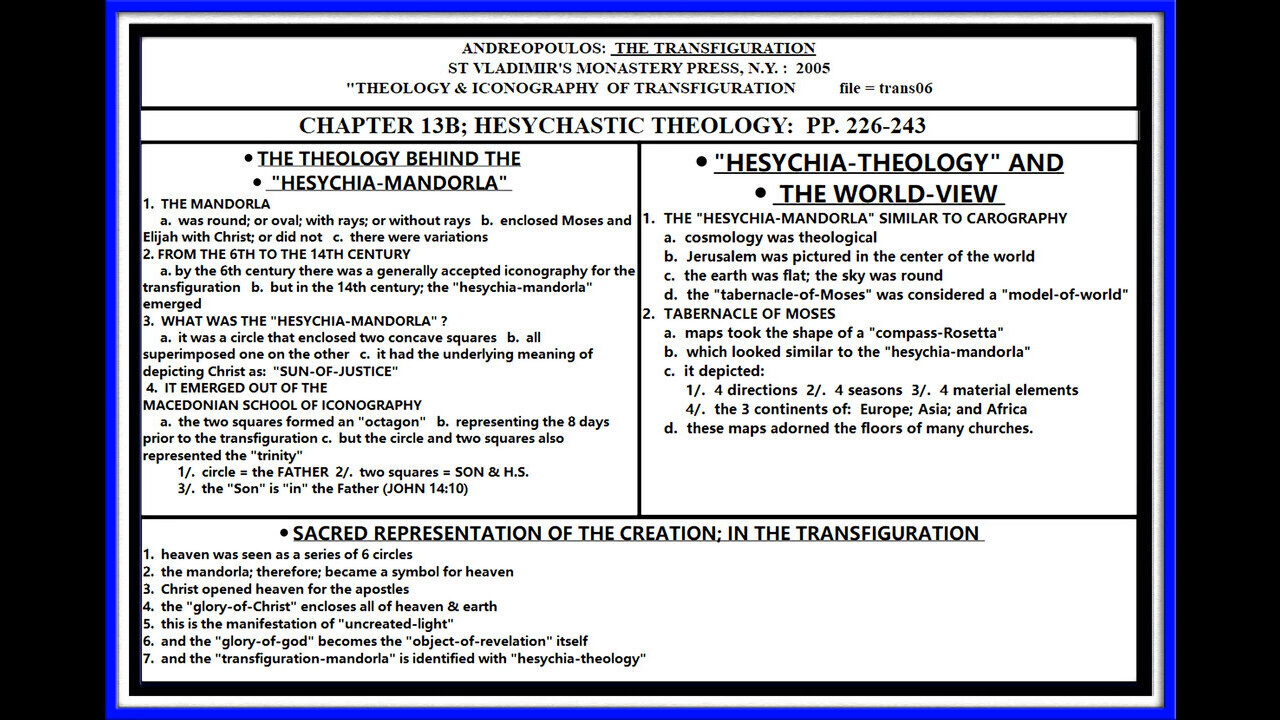 ANDREOPOULOS: THE TRANSFIGURATION
ST VLADIMIR'S MONASTERY PRESS, N.Y. : 2005
"THEOLOGY & ICONOGRAPHY OF TRANSFIGURATION file = trans06
CHAPTER 13B; HESYCHASTIC THEOLOGY: PP. 226-243
• THE THEOLOGY BEHIND THE
• "HESYCHIA-MANDORLA"
1. THE MANDORLA
a. was round; or oval; with rays; or without rays b. enclosed Moses and
Elijah with Christ; or did not c. there were variations
2. FROM THE 6TH TO THE 14TH CENTURY
a. by the 6th century there was a generally accepted iconography for the
transfiguration b. but in the 14th century; the "hesychia-mandorla"
emerged
3. WHAT WAS THE "HESYCHIA-MANDORLA" ?
a. it was a circle that enclosed two concave squares b. all
superimposed one on the other c. it had the underlying meaning of
depicting Christ as: "SUN-OF-JUSTICE"
4. IT EMERGED OUT OF THE
MACEDONIAN SCHOOL OF ICONOGRAPHY
a. the two squares formed an "octagon" b. representing the 8 days
prior to the transfiguration c. but the circle and two squares also
represented the "trinity"
1/. circle = the FATHER 2/. two squares = SON & H.S.
3/. the "Son" is "in" the Father (JOHN 14:10)
• "HESYCHIA-THEOLOGY" AND
• THE WORLD-VIEW
1. THE "HESYCHIA-MANDORLA" SIMILAR TO CAROGRAPHY
a. cosmology was theological
b. Jerusalem was pictured in the center of the world
c. the earth was flat; the sky was round
d. the "tabernacle-of-Moses" was considered a "model-of-world"
2. TABERNACLE OF MOSES
a. maps took the shape of a "compass-Rosetta"
b. which looked similar to the "hesychia-mandorla"
c. it depicted:
1/. 4 directions 2/. 4 seasons 3/. 4 material elements
4/. the 3 continents of: Europe; Asia; and Africa
d. these maps adorned the floors of many churches.
• SACRED REPRESENTATION OF THE CREATION; IN THE TRANSFIGURATION
1. heaven was seen as a series of 6 circles
2. the mandorla; therefore; became a symbol for heaven
3. Christ opened heaven for the apostles
4. the "glory-of-Christ" encloses all of heaven & earth
5. this is the manifestation of "uncreated-light"
6. and the "glory-of-god" becomes the "object-of-revelation" itself
7. and the "transfiguration-mandorla" is identified with "hesychia-theology"